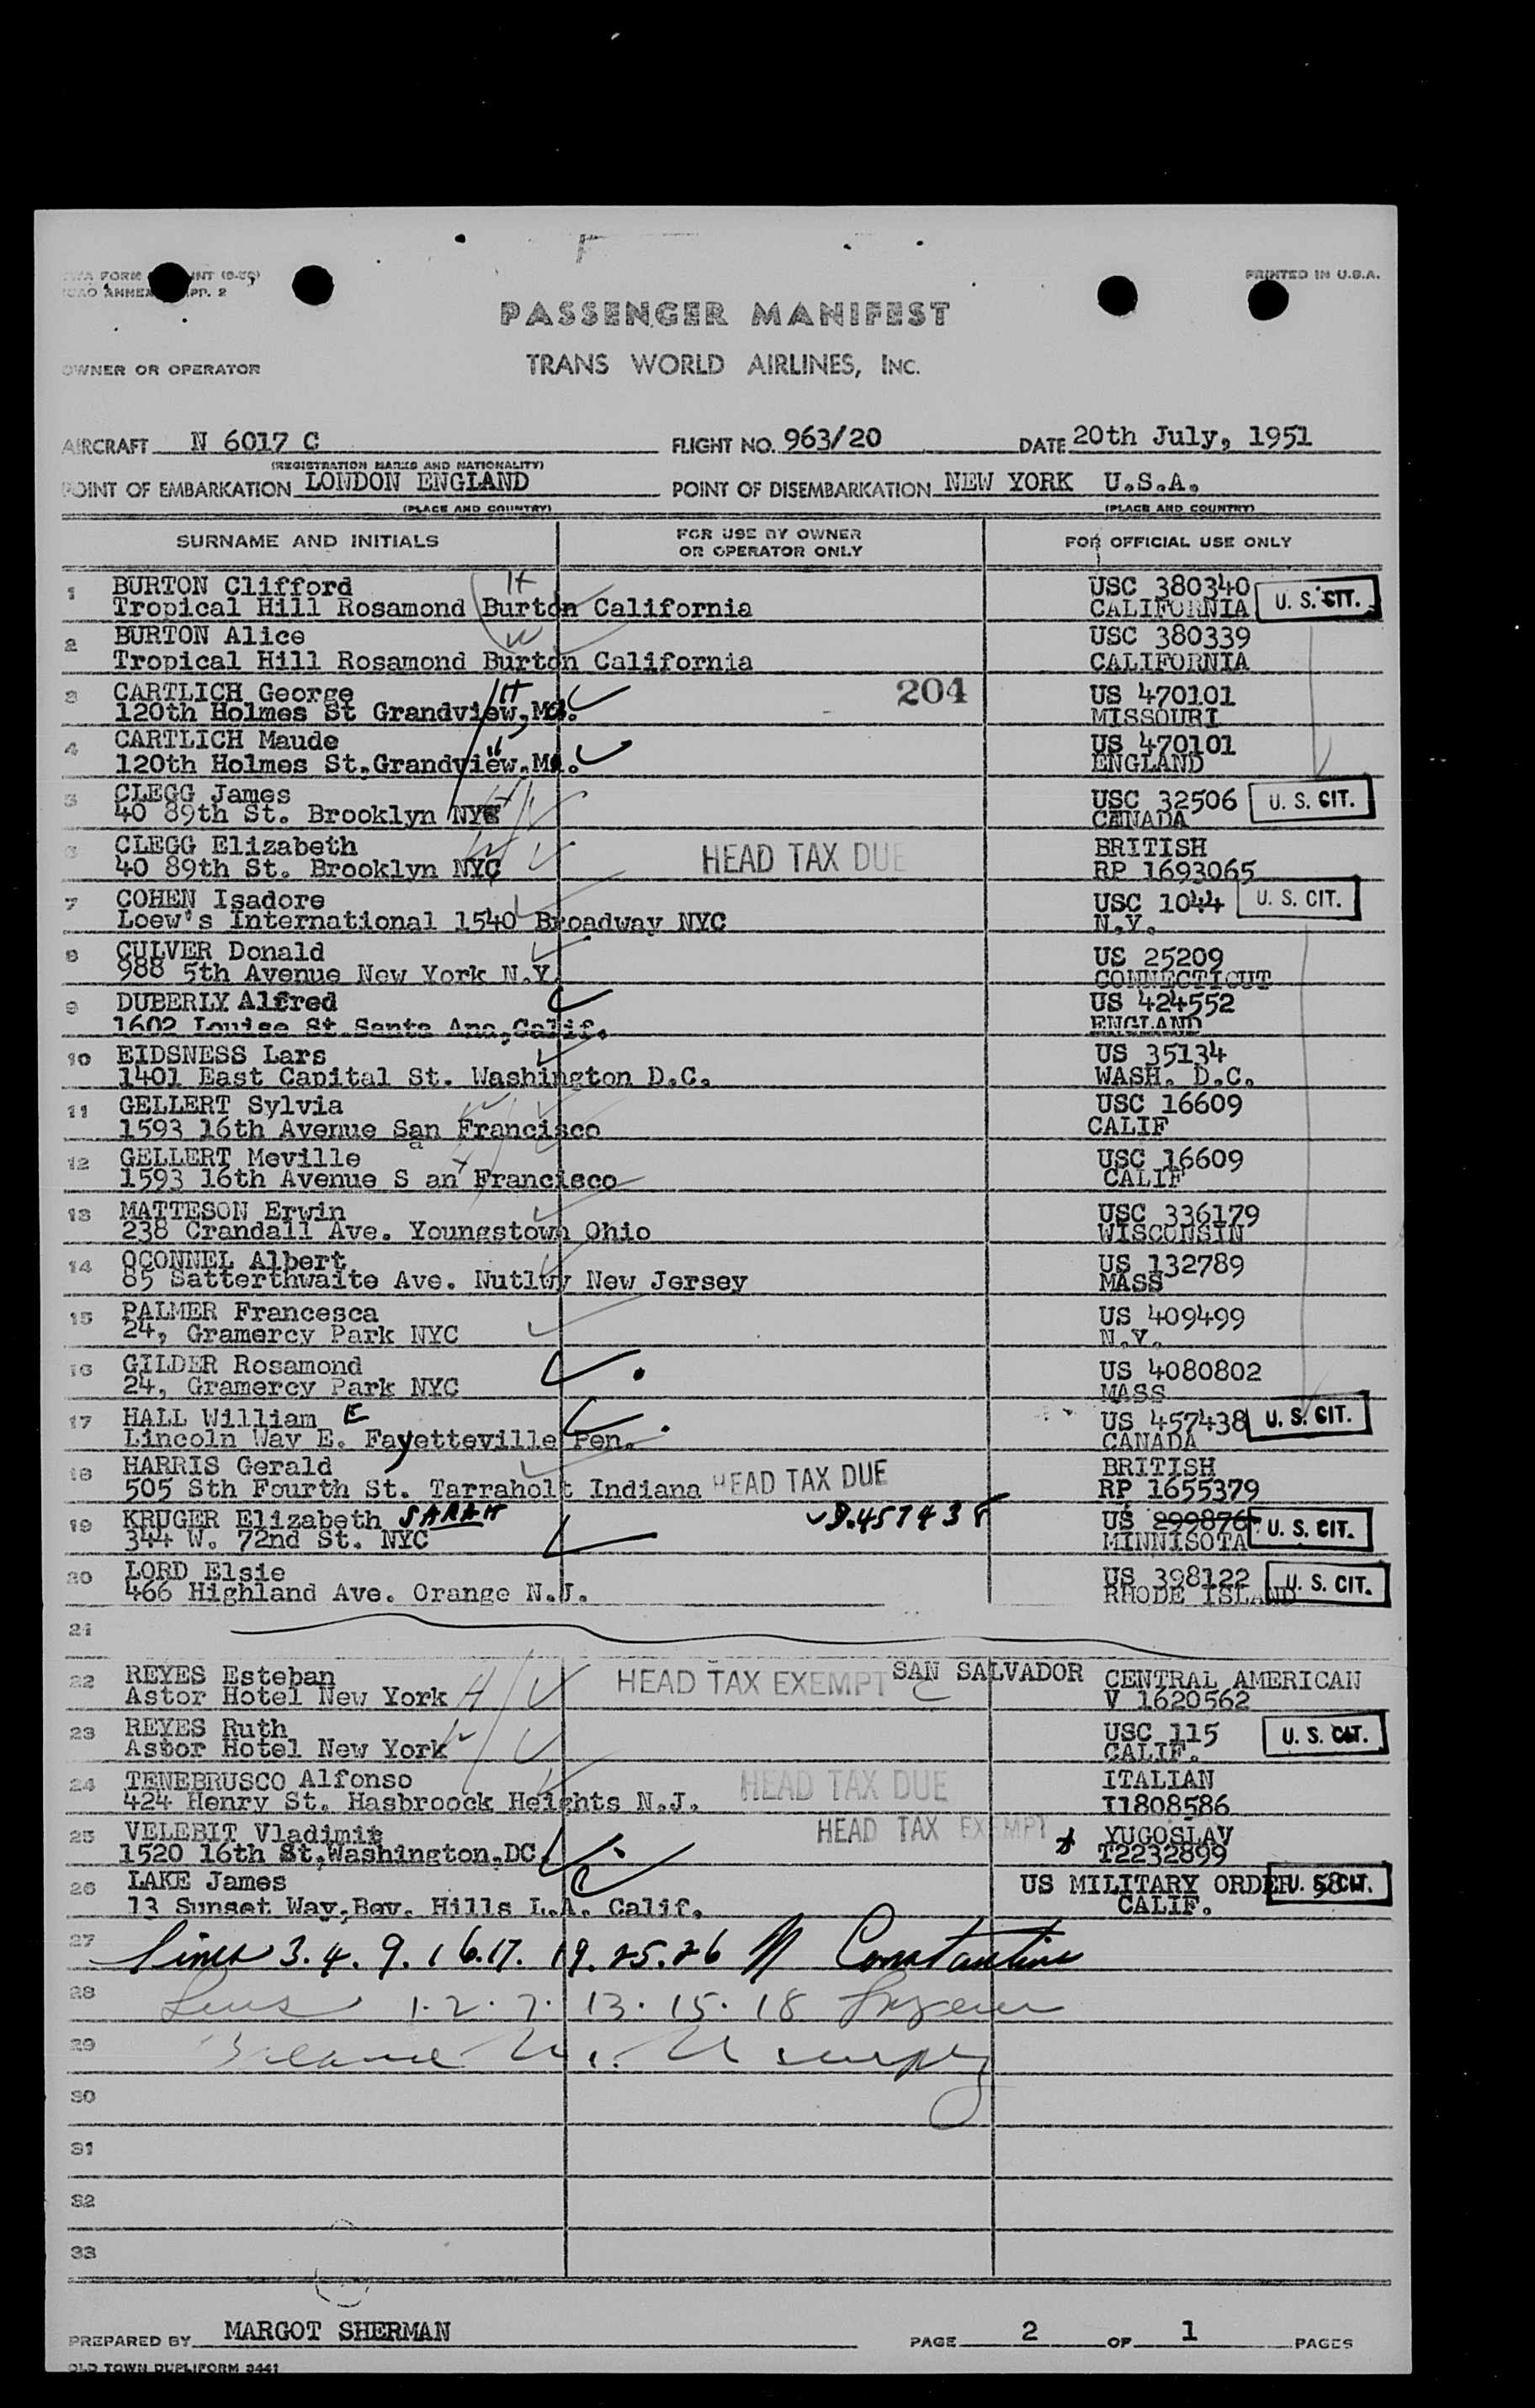 PRINTED IN U.S.A.
PASSENGER MANIFEST
OWNER OR OPERATOR
TRANS WORLD AIRLINES, INC.
AIRCRAFT N 6017 C FLIGHT NO. 963/20 DATE 20th July, 1951
(REGISTRATION MARKS AND NATIONALITY)
POINT OF EMBARKATION LONDON ENGLAND POINT OF DISEMBARKATION NEW YORK U.S.A.
(PLACE AND COUNTRY) (PLACE AND COUNTRY)
SURNAME AND INITIALS FOR USE BY OWNER OR OPERATOR ONLY FOR OFFICIAL USE ONLY
1 BURTON Clifford H USC 380340
Tropical Hill Rosamond Burton California CALIFORNIA U. S. CIT.
2 BURTON Alice W USC 380339
Tropical Hill Rosamond Burton California CALIFORNIA
3 CARTLICH George H 204 US 470101
120th Holmes St Grandview, Mo. MISSOURI
4 CARTLICH Maude US 470101
120th Holmes St.Grandview.Mo. ENGLAND
5 CLEGG James USC 32506 U. S. CIT.
40 89th St. Brooklyn NYC CANADA
6 CLEGG Elizabeth HEAD TAX DUE BRITISH
40 89th St. Brooklyn NYC RP 1693065
7 COHEN Isadore USC 1044 U. S. CIT.
Loew's International 1540 Broadway NYC N.Y.
8 CULVER Donald US 25209
988 5th Avenue New York N.Y. CONNECTICUT
9 DUBERLY Alfred US 424552
1602 Louise St.Santa Ana,Calif. ENGLAND
10 EIDSNESS Lars US 35134
1401 East Capital St. Washington D.C. WASH. D.C.
11 GELLERT Sylvia USC 16609
1593 16th Avenue San Francisco CALIF
12 GELLERT Meville a USC 16609
1593 16th Avenue S an Francisco CALIF
13 MATTESON Erwin USC 336179
238 Crandall Ave. Youngstown Ohio WISCONSIN
14 OCONNEL Albert US 132789
85 Satterthwaite Ave. Nutlwy New Jersey MASS
15 PALMER Francesca US 409499
24, Gramercy Park NYC N.Y.
16 GILDER Rosamond US 4080802
24, Gramercy Park NYC MASS
17 HALL William E US 457438 U. S. CIT.
Lincoln Way E. Fayetteville Pen. CANADA
18 HARRIS Gerald BRITISH
505 Sth Fourth St. Tarraholt Indiana HEAD TAX DUE RP 1655379
19 KRUGER Elizabeth SARAH 457438 US 299876 U. S. CIT.
344 W. 72nd St. NYC MINNISOTA
20 LORD Elsie US 398122 U. S. CIT.
466 Highland Ave. Orange N.J. RHODE ISLAND
21
22 REYES Esteban HEAD TAX EXEMPT SAN SALVADOR CENTRAL AMERICAN
Astor Hotel New York V 1620562
23 REYES Ruth USC 115 U. S. CIT.
Astor Hotel New York CALIF.
24 TENEBRUSCO Alfonso HEAD TAX DUE ITALIAN
424 Henry St. Hasbroock Heights N.J. I1808586
25 VELEBIT Vladimit HEAD TAX EXEMPT YUGOSLAV
1520 16th St.Washington.DC. T2232899
26 LAKE James US MILITARY ORDER 58 U. S. CIT.
13 Sunset Way,Bev. Hills L.A. Calif. CALIF.
27 Lines 3.4.9.16.17.19.25.26 Constantine
28 1.2.7.13.15.18
29
30
31
32
33
PREPARED BY MARGOT SHERMAN PAGE 2 OF 1 PAGES
OLD TOWN DUPLIFORM 3441